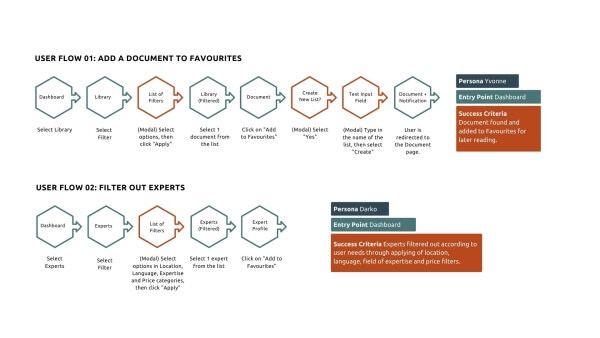 USER FLOW 01: ADD A DOCUMENT TO FAVOURITES
Dashboard
Library
List of
Filters
Library
(Filtered)
Document
Create
New List?
Text Input
Field
Document +
Notification
Select Library
Select
Filter
(Modal) Select
options, then
click "Apply"
Select 1
document from
the list
Click on "Add
to Favourites"
(Modal) Select
"Yes"
(Modal) Type in
the name of the
list, then select
"Create"
User is
redirected to
the Document
page.
Persona Yvonne
Entry Point Dashboard
Success Criteria
Document found and
added to Favourites for
later reading.
USER FLOW 02: FILTER OUT EXPERTS
Dashboard
Experts
List of
Filters
Experts
(Filtered)
Expert
Profile
Select
Experts
Select
Filter
(Modal) Select
options in Location,
Language, Expertise
and Price categories,
then click "Apply"
Select 1 expert
from the list
Click on "Add to
Favourites"
Persona Darko
Entry Point Dashboard
Success Criteria Experts filtered out according to
user needs through applying of location,
language, field of expertise and price filters.